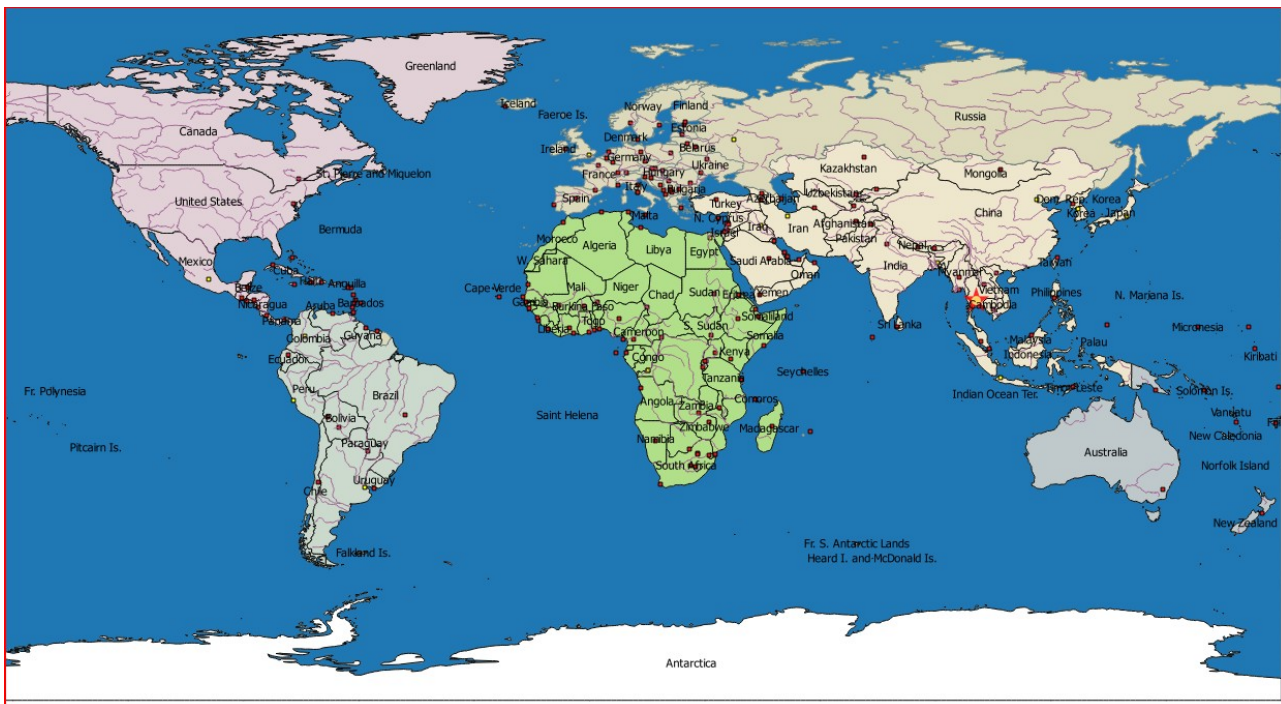 Greenland
Iceland
Faeroe Is.
Norway
Finland
Russia
Canada
Estonia
Denmark
Ireland
Belarus
Germany
Ukraine
Kazakhstan
Mongolia
St. Pierre and Miquelon
France
Hungary
Italy
Bulgaria
Spain
United States
Turkey
Azerbaijan
Uzbekistan
Dem. Rep. Korea
Korea
Japan
China
Malta
N. Cyprus
Israel
Iraq
Iran
Afghanistan
Pakistan
Nepal
Bermuda
Morocco
Algeria
Libya
Egypt
W. Sahara
Saudi Arabia
Oman
India
Myanmar
Taiwan
Mexico
Cuba
Haiti
Anguilla
Belize
Nicaragua
Aruba
Barbados
Panama
Cape Verde
Gambia
Mali
Niger
Chad
Sudan
Eritrea
Yemen
Burkina Faso
Togo
Liberia
Somaliland
Vietnam
Cambodia
Philippines
N. Mariana Is.
Colombia
Guyana
Cameroon
S. Sudan
Somalia
Sri Lanka
Malaysia
Palau
Micronesia
Ecuador
Congo
Kenya
Indonesia
Kiribati
Fr. Polynesia
Peru
Brazil
Tanzania
Seychelles
Indian Ocean Ter.
Timor-Leste
Solomon Is.
Saint Helena
Angola
Comoros
Zambia
Bolivia
Vanuatu
Pitcairn Is.
Paraguay
Namibia
Zimbabwe
Madagascar
New Caledonia
Australia
Norfolk Island
South Africa
Chile
Uruguay
New Zealand
Falkland Is.
Fr. S. Antarctic Lands
Heard I. and McDonald Is.
Antarctica